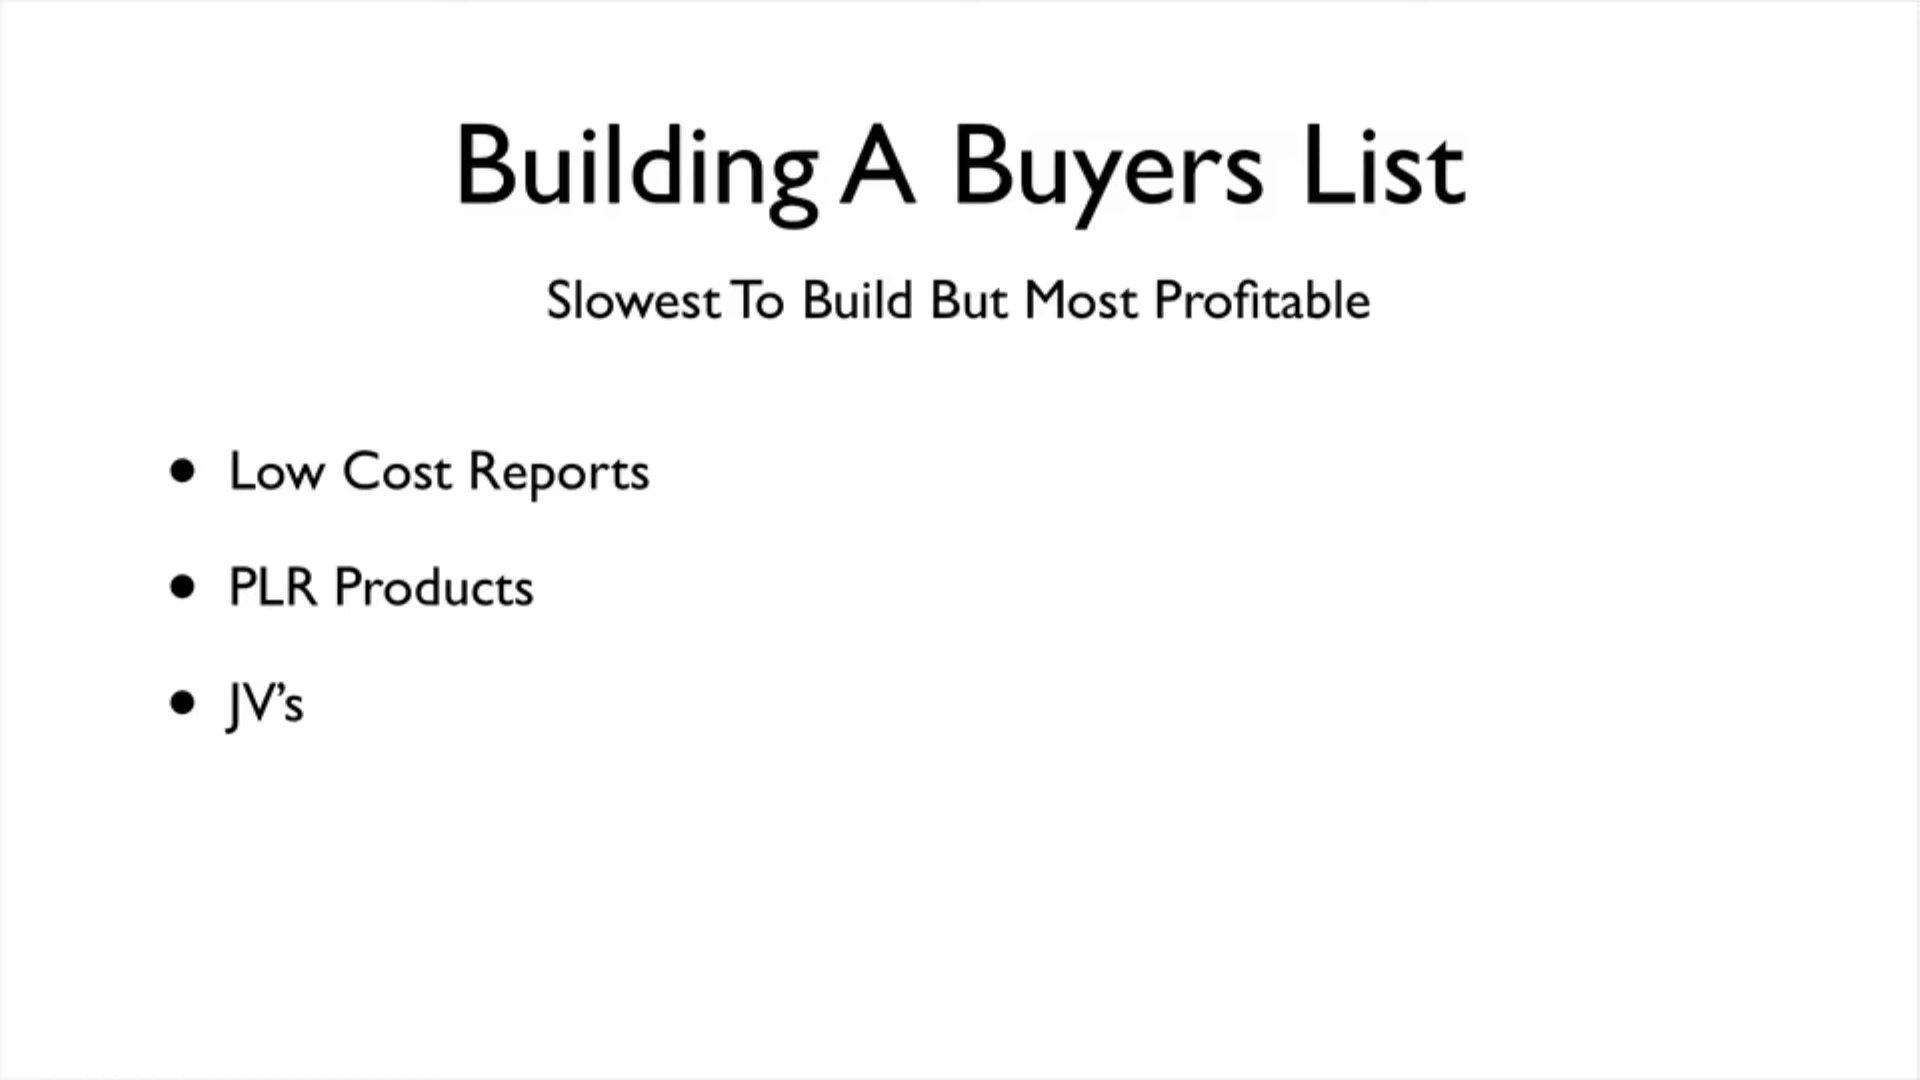 Building A Buyers List
Slowest To Build But Most Profitable
• Low Cost Reports
• PLR Products
• JV’s